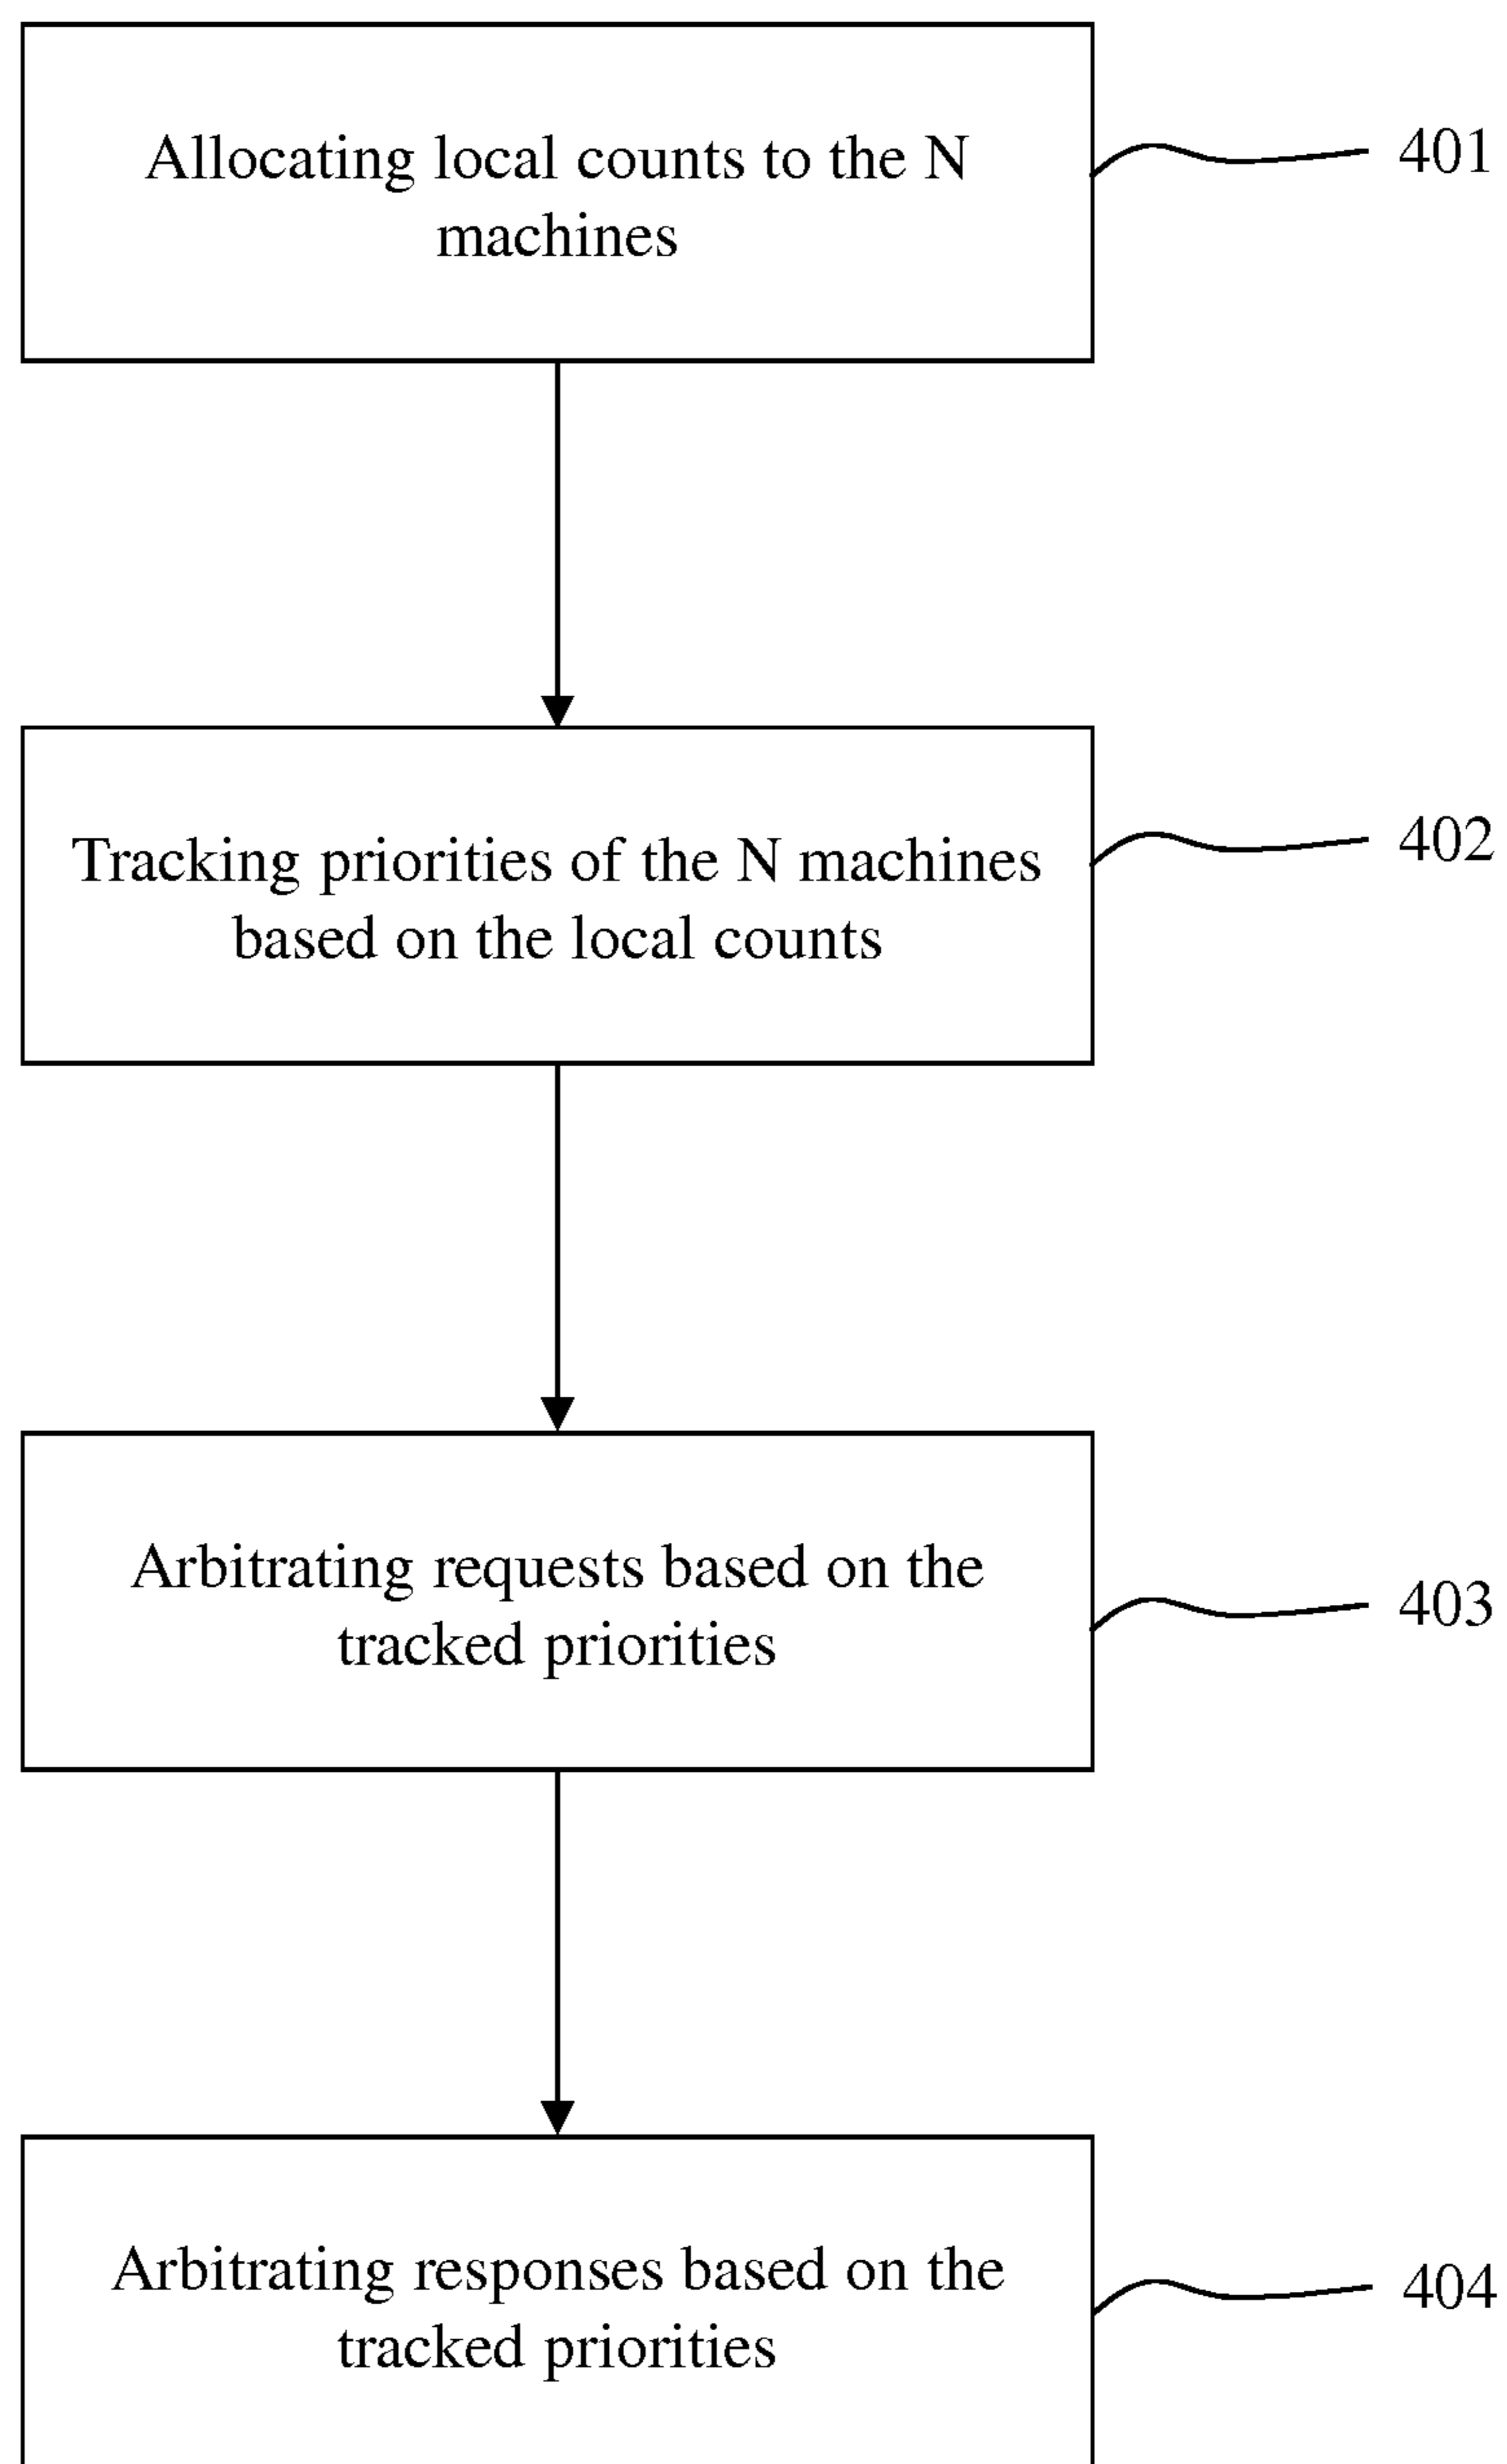 Allocating local counts to the N
machines
401
Tracking priorities of the N machines
based on the local counts
402
Arbitrating requests based on the
tracked priorities
403
Arbitrating responses based on the
tracked priorities
404